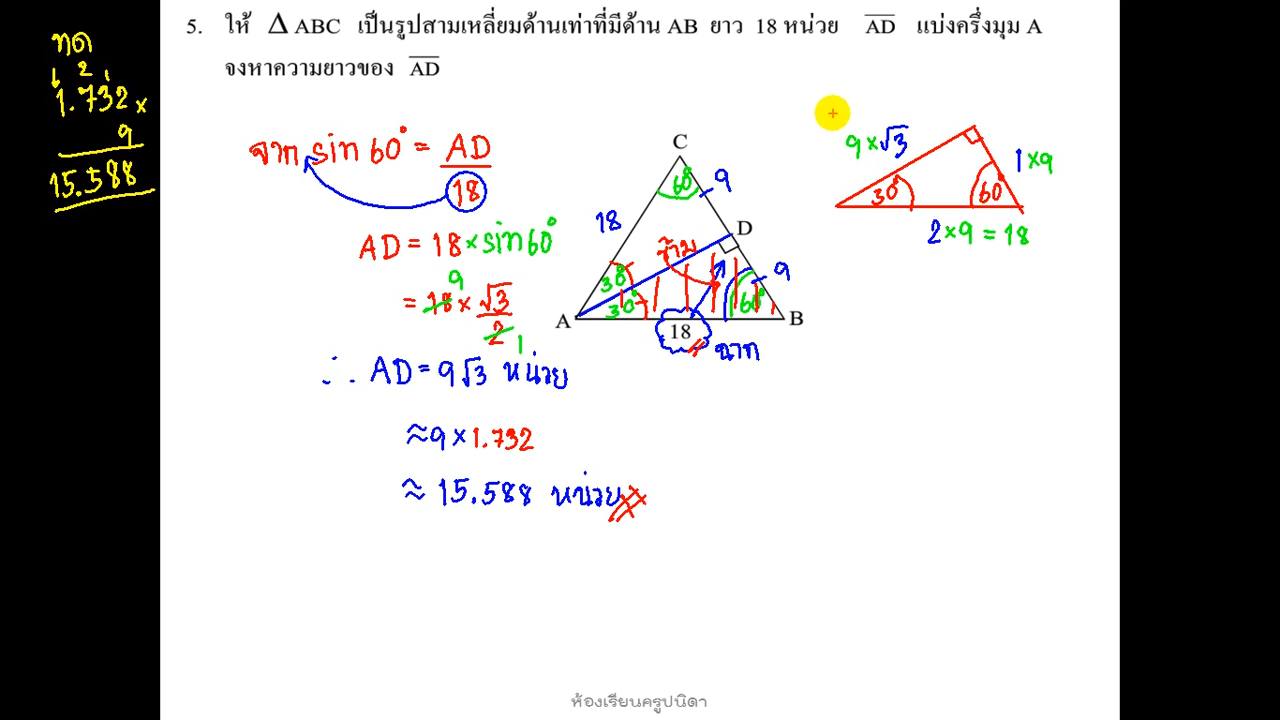 5. ให้ Δ ABC เป็นรูปสามเหลี่ยมด้านเท่าที่มีด้าน AB ยาว 18 หน่วย A̅D̅ แบ่งครึ่งมุม A
จงหาความยาวของ A̅D̅
ทด
1 2 1
1.732 ×
9
15.588
จาก sin 60° = AD
18
AD = 18 × sin 60°
9
= 18 × √3
2
1
∴ AD = 9√3 หน่วย
≈ 9 × 1.732
≈ 15.588 หน่วย
C
60°
9
18
D
ข้าม
30°
30°
9
60°
A
18
B
ฉาก
9 × √3
1 × 9
30°
60
2 × 9 = 18
ห้องเรียนครูปนิดา